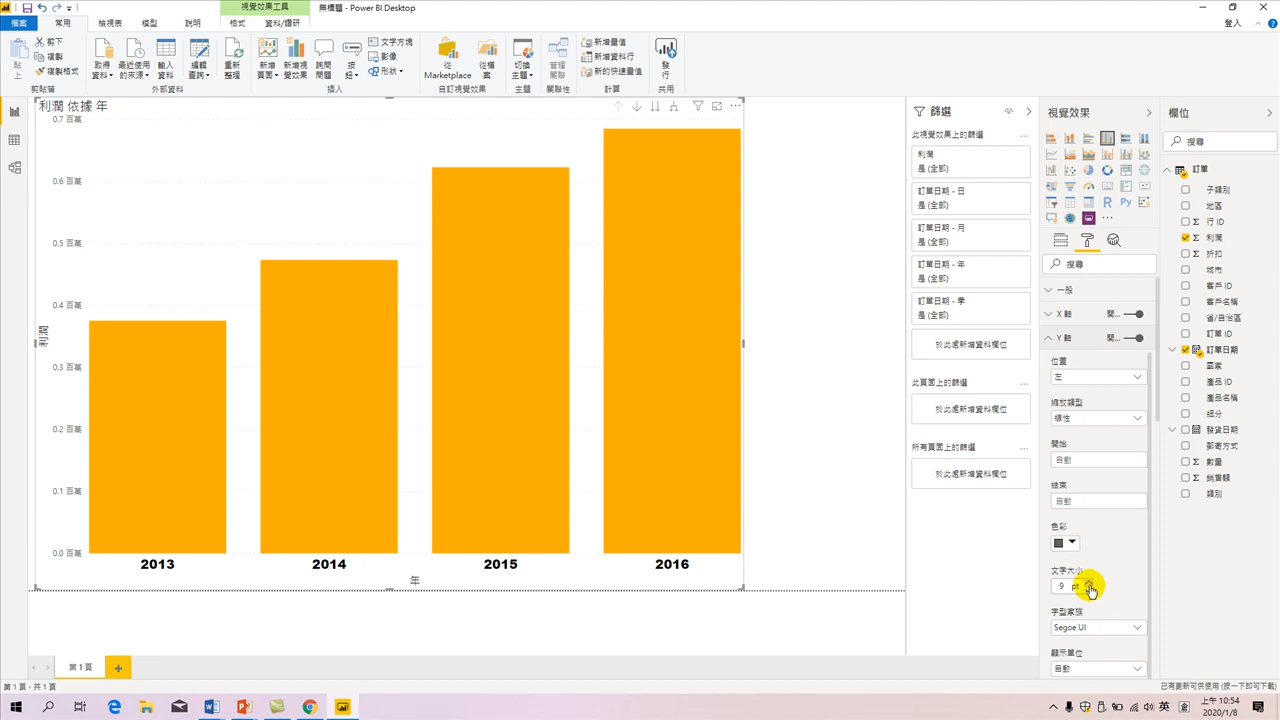 視覺效果工具
無標題 - Power BI Desktop
登入
檔案
常用
檢視表
模型
說明
格式
資料/鑽研
貼上
剪下
複製
複製格式
取得資料
最近使用的來源
輸入資料
編輯查詢
重新整理
新增頁面
新增視覺效果
詢問問題
按鈕
文字方塊
影像
形狀
從 Marketplace
從檔案
切換主題
管理關聯
新增量值
新增資料行
新的快速量值
發行
剪貼簿
外部資料
插入
自訂視覺效果
主題
關聯性
計算
共用
利潤 依據 年
0.7 百萬
0.6 百萬
0.5 百萬
0.4 百萬
0.3 百萬
0.2 百萬
0.1 百萬
0.0 百萬
利潤
2013
2014
2015
2016
年
篩選
此視覺效果上的篩選
利潤
是 (全部)
訂單日期 - 日
是 (全部)
訂單日期 - 月
是 (全部)
訂單日期 - 年
是 (全部)
訂單日期 - 季
是 (全部)
於此處新增資料欄位
此頁面上的篩選
於此處新增資料欄位
所有頁面上的篩選
於此處新增資料欄位
視覺效果
R
Py
搜尋
一般
X 軸
開...
Y 軸
開...
位置
左
縮放類型
線性
開始
自動
結束
自動
色彩
文字大小
9 pt
字型家族
Segoe UI
顯示單位
自動
欄位
搜尋
訂單
子類別
地區
行 ID
利潤
折扣
城市
客戶 ID
客戶名稱
省/自治區
訂單 ID
訂單日期
國家
產品 ID
產品名稱
細分
發貨日期
郵寄方式
數量
銷售額
類別
第 1 頁
第 1 頁，共 1 頁
已有更新可供使用 (按一下即可下載)
英
上午 10:54
2020/1/8